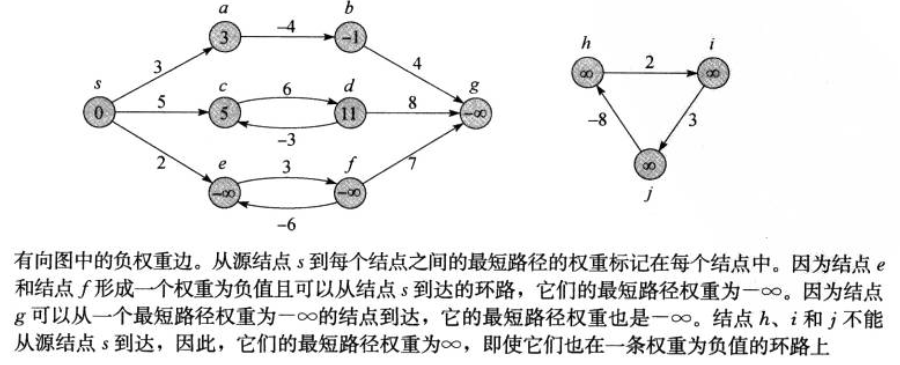 a
b
3
-4
-1
3
4
h
i
s
c
6
d
g
∞
2
∞
0
5
5
11
8
-∞
-3
-8
3
2
e
3
f
7
∞
-∞
-∞
j
-6
有向图中的负权重边。从源结点 s 到每个结点之间的最短路径的权重标记在每个结点中。因为结点 e
和结点 f 形成一个权重为负值且可以从结点 s 到达的环路，它们的最短路径权重为－∞。因为结点
g 可以从一个最短路径权重为－∞的结点到达，它的最短路径权重也是－∞。结点 h、i 和 j 不能
从源结点 s 到达，因此，它们的最短路径权重为∞，即使它们也在一条权重为负值的环路上